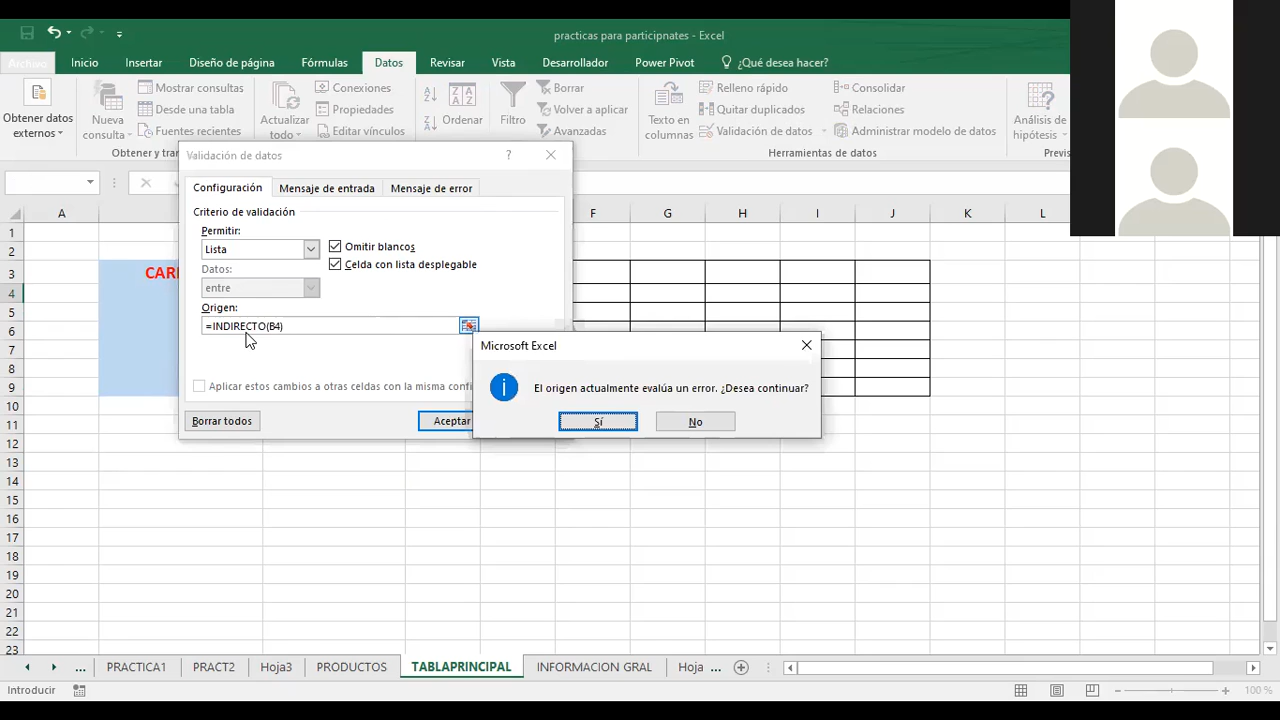 practicas para participnates - Excel
Archivo Inicio Insertar Diseño de página Fórmulas Datos Revisar Vista Desarrollador Power Pivot ¿Qué desea hacer?
Obtener datos externos
Nueva consulta
Mostrar consultas
Desde una tabla
Fuentes recientes
Actualizar todo
Conexiones
Propiedades
Editar vínculos
Ordenar
Filtro
Borrar
Volver a aplicar
Avanzadas
Texto en columnas
Relleno rápido
Quitar duplicados
Validación de datos
Consolidar
Relaciones
Administrar modelo de datos
Análisis de hipótesis
Obtener y
Herramientas de datos
Validación de datos ?
Configuración Mensaje de entrada Mensaje de error
Criterio de validación
Permitir:
Lista
Omitir blancos
Celda con lista desplegable
Datos:
entre
Origen:
=INDIRECTO(B4)
Aplicar estos cambios a otras celdas con la misma
Borrar todos Aceptar
Microsoft Excel
El origen actualmente evalúa un error. ¿Desea continuar?
Sí No
A F G H I J K L
1
2
3
4
5
6
7
8
9
10
11
12
13
14
15
16
17
18
19
20
21
22
23
... PRACTICA1 PRACT2 Hoja3 PRODUCTOS TABLAPRINCIPAL INFORMACION GRAL Hoja ...
Introducir 100 %